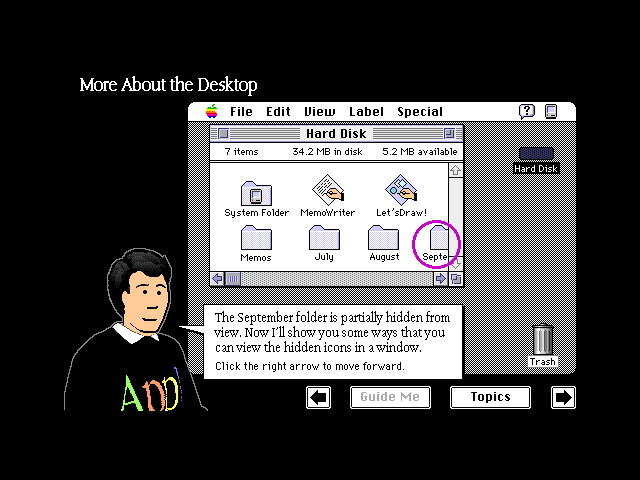 More About the Desktop
File Edit View Label Special
Hard Disk
7 items 34.2 MB in disk 5.2 MB available
Hard Disk
System Folder MemoWriter Let'sDraw!
Memos July August Septe
The September folder is partially hidden from
view. Now I'll show you some ways that you
can view the hidden icons in a window.
Click the right arrow to move forward.
Trash
App
Guide Me Topics